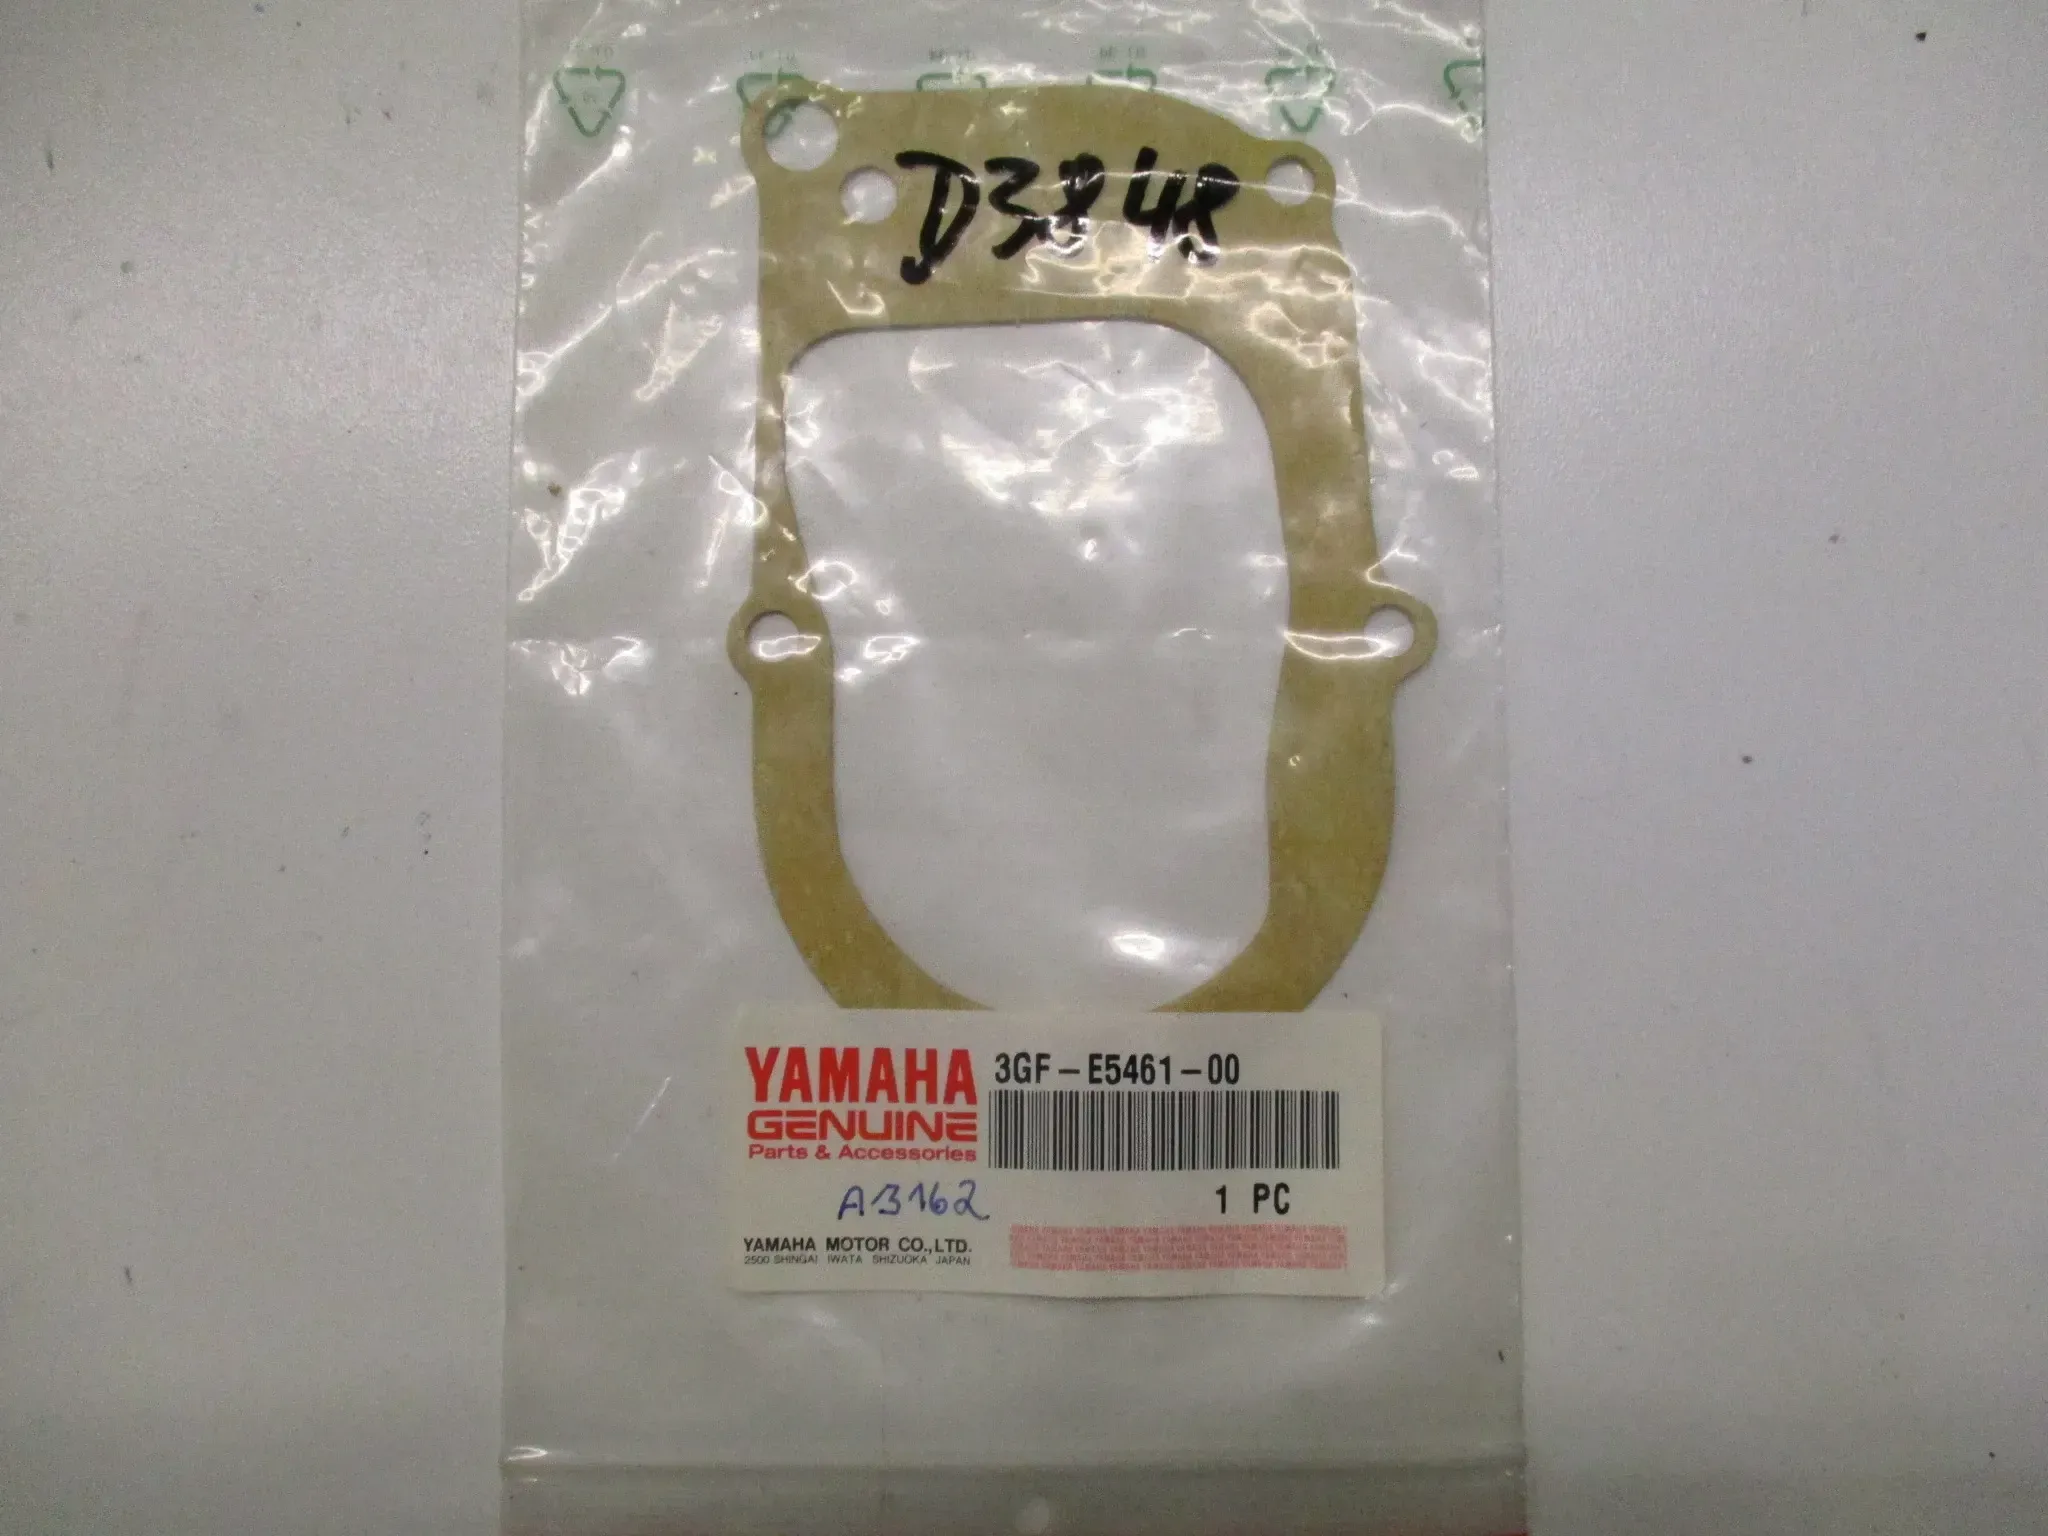 D3848
YAMAHA
GENUINE
Parts & Accessories
3GF-E5461-00
A3162
1 PC
YAMAHA MOTOR CO.,LTD.
2500 SHINGAI IWATA SHIZUOKA JAPAN